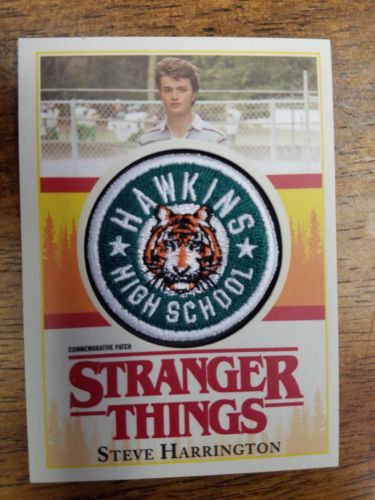 HAWKINS
HIGH SCHOOL
COMMEMORATIVE PATCH
STRANGER
THINGS
STEVE HARRINGTON